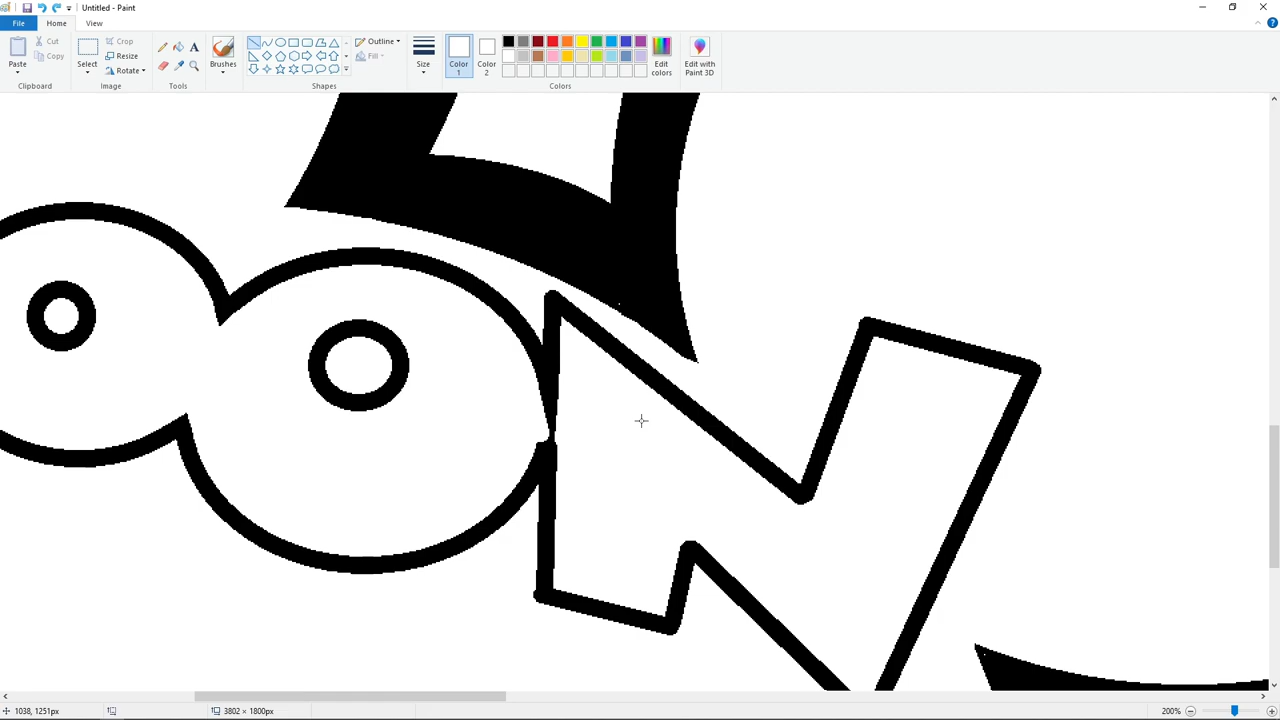 Untitled - Paint
File Home View
Paste Cut Copy Select Crop Resize Rotate Brushes Outline Fill Size Color 1 Color 2 Edit colors Edit with Paint 3D
Clipboard Image Tools Shapes Colors
OON
1038, 1251px 3802 × 1800px 200%